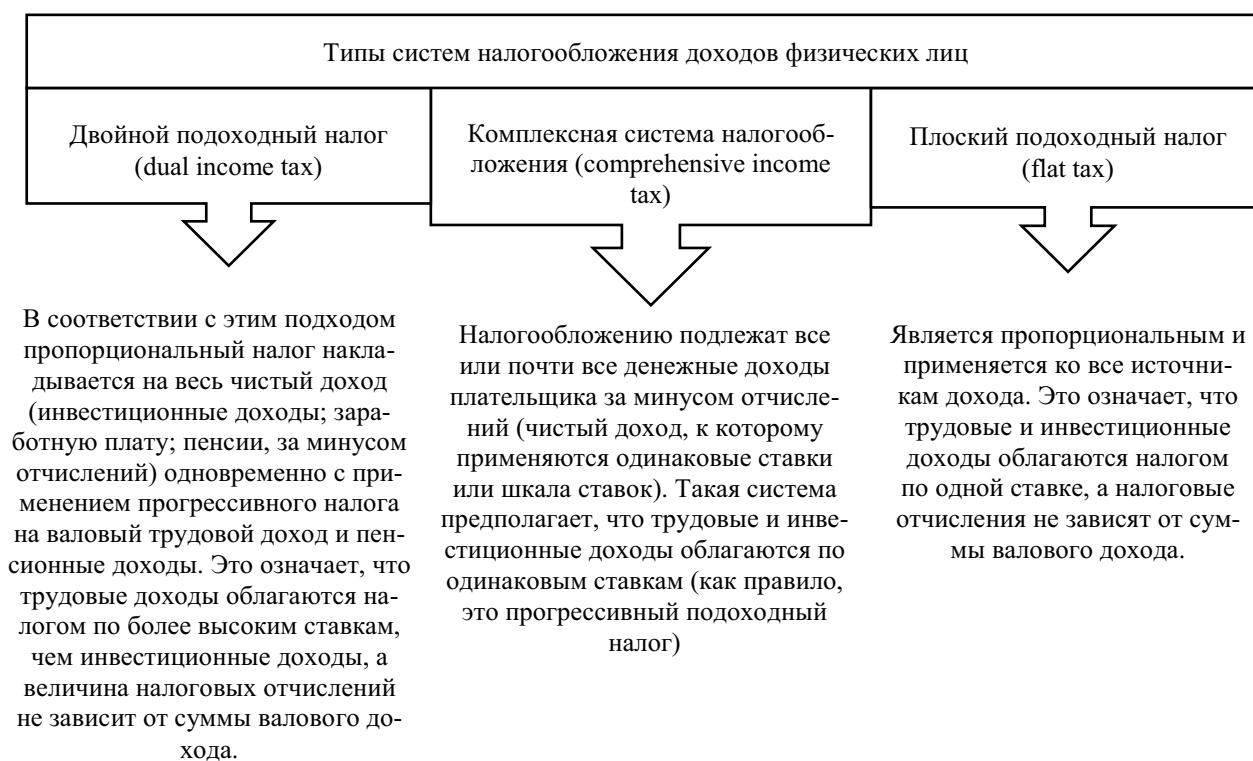 Типы систем налогообложения доходов физических лиц
Двойной подоходный налог
(dual income tax)
Комплексная система налогооб-
ложения (comprehensive income
tax)
Плоский подоходный налог
(flat tax)
В соответствии с этим подходом
пропорциональный налог накла-
дывается на весь чистый доход
(инвестиционные доходы; зара-
ботную плату; пенсии, за минусом
отчислений) одновременно с при-
менением прогрессивного налога
на валовый трудовой доход и пен-
сионные доходы. Это означает, что
трудовые доходы облагаются на-
логом по более высоким ставкам,
чем инвестиционные доходы, а
величина налоговых отчислений
не зависит от суммы валового до-
хода.
Налогообложению подлежат все
или почти все денежные доходы
плательщика за минусом отчисле-
ний (чистый доход, к которому
применяются одинаковые ставки
или шкала ставок). Такая система
предполагает, что трудовые и инве-
стиционные доходы облагаются по
одинаковым ставкам (как правило,
это прогрессивный подоходный
налог)
Является пропорциональным и
применяется ко все источни-
кам дохода. Это означает, что
трудовые и инвестиционные
доходы облагаются налогом
по одной ставке, а налоговые
отчисления не зависят от сум-
мы валового дохода.